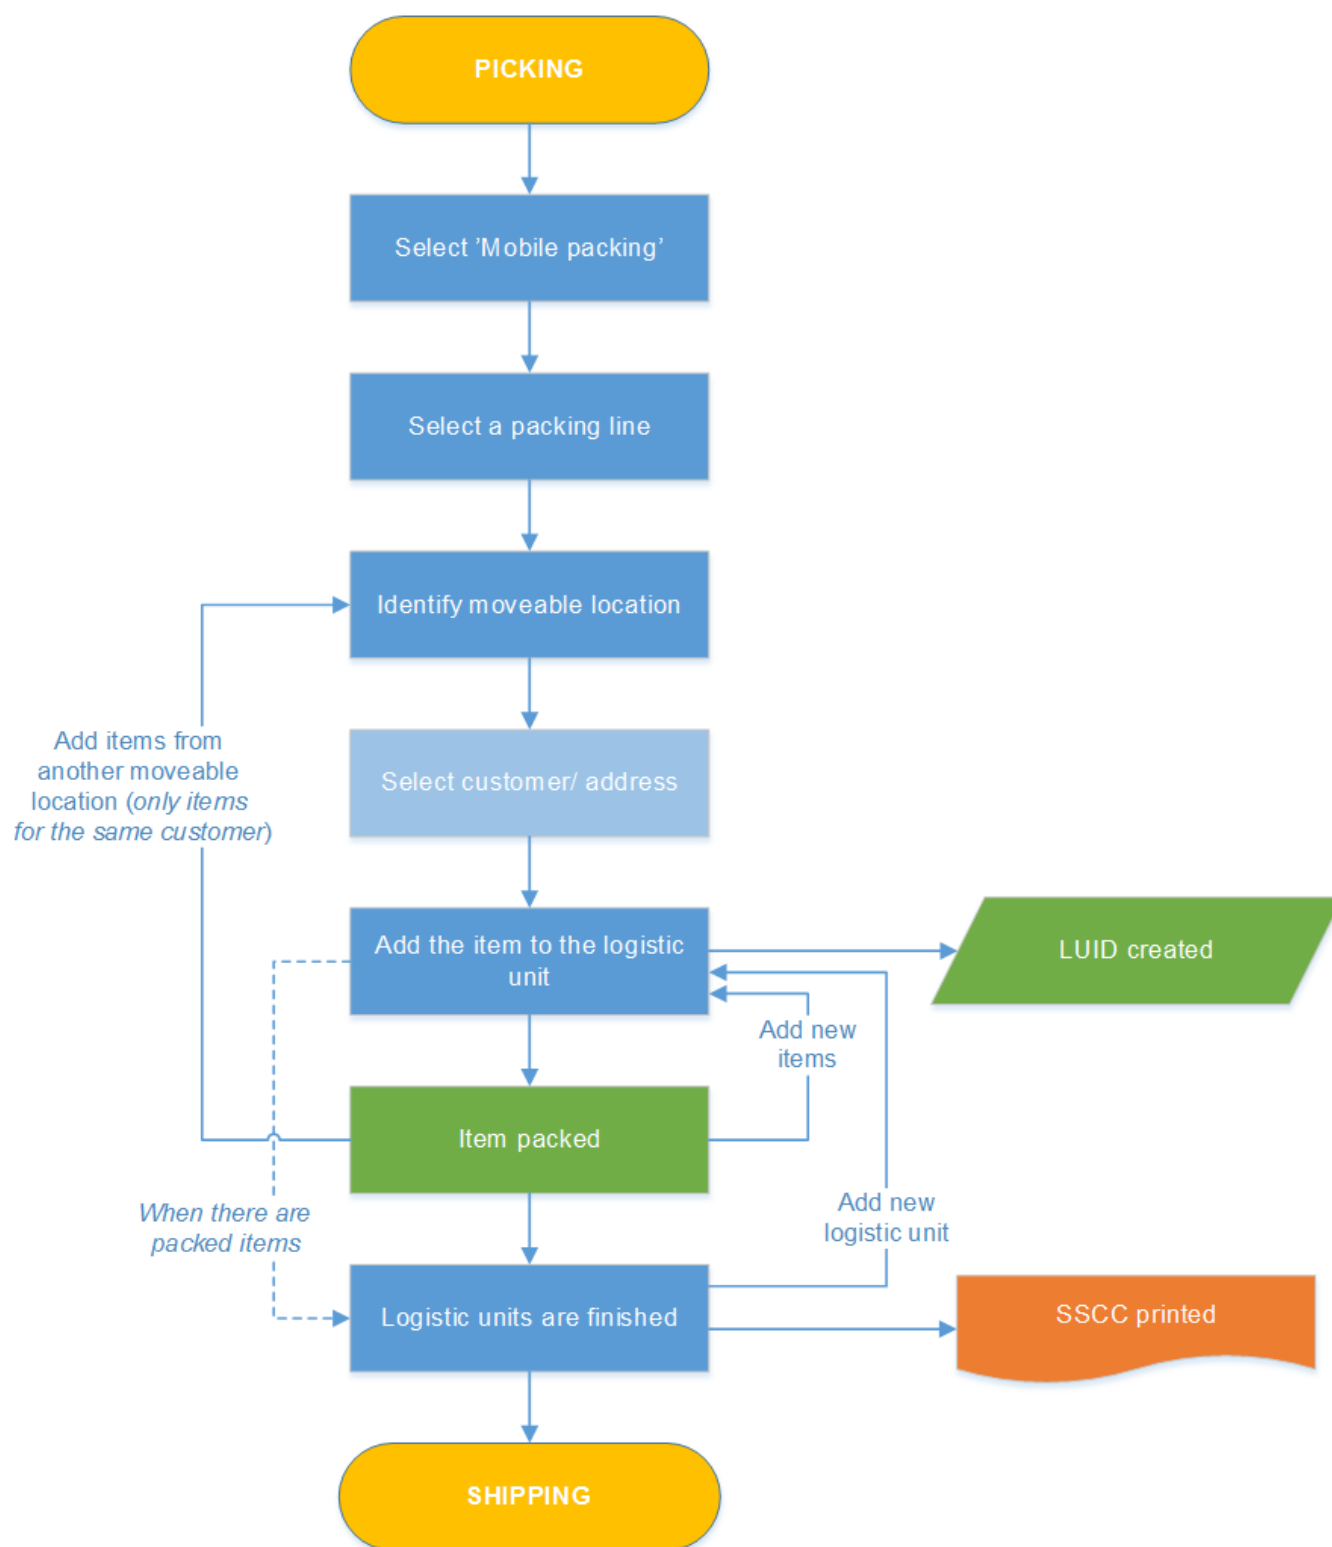 PICKING
Select ’Mobile packing’
Select a packing line
Identify moveable location
Add items from
another moveable
location (only items
for the same customer)
Select customer/ address
Add the item to the logistic
unit
LUID created
Add new
items
Item packed
When there are
packed items
Add new
logistic unit
Logistic units are finished
SSCC printed
SHIPPING